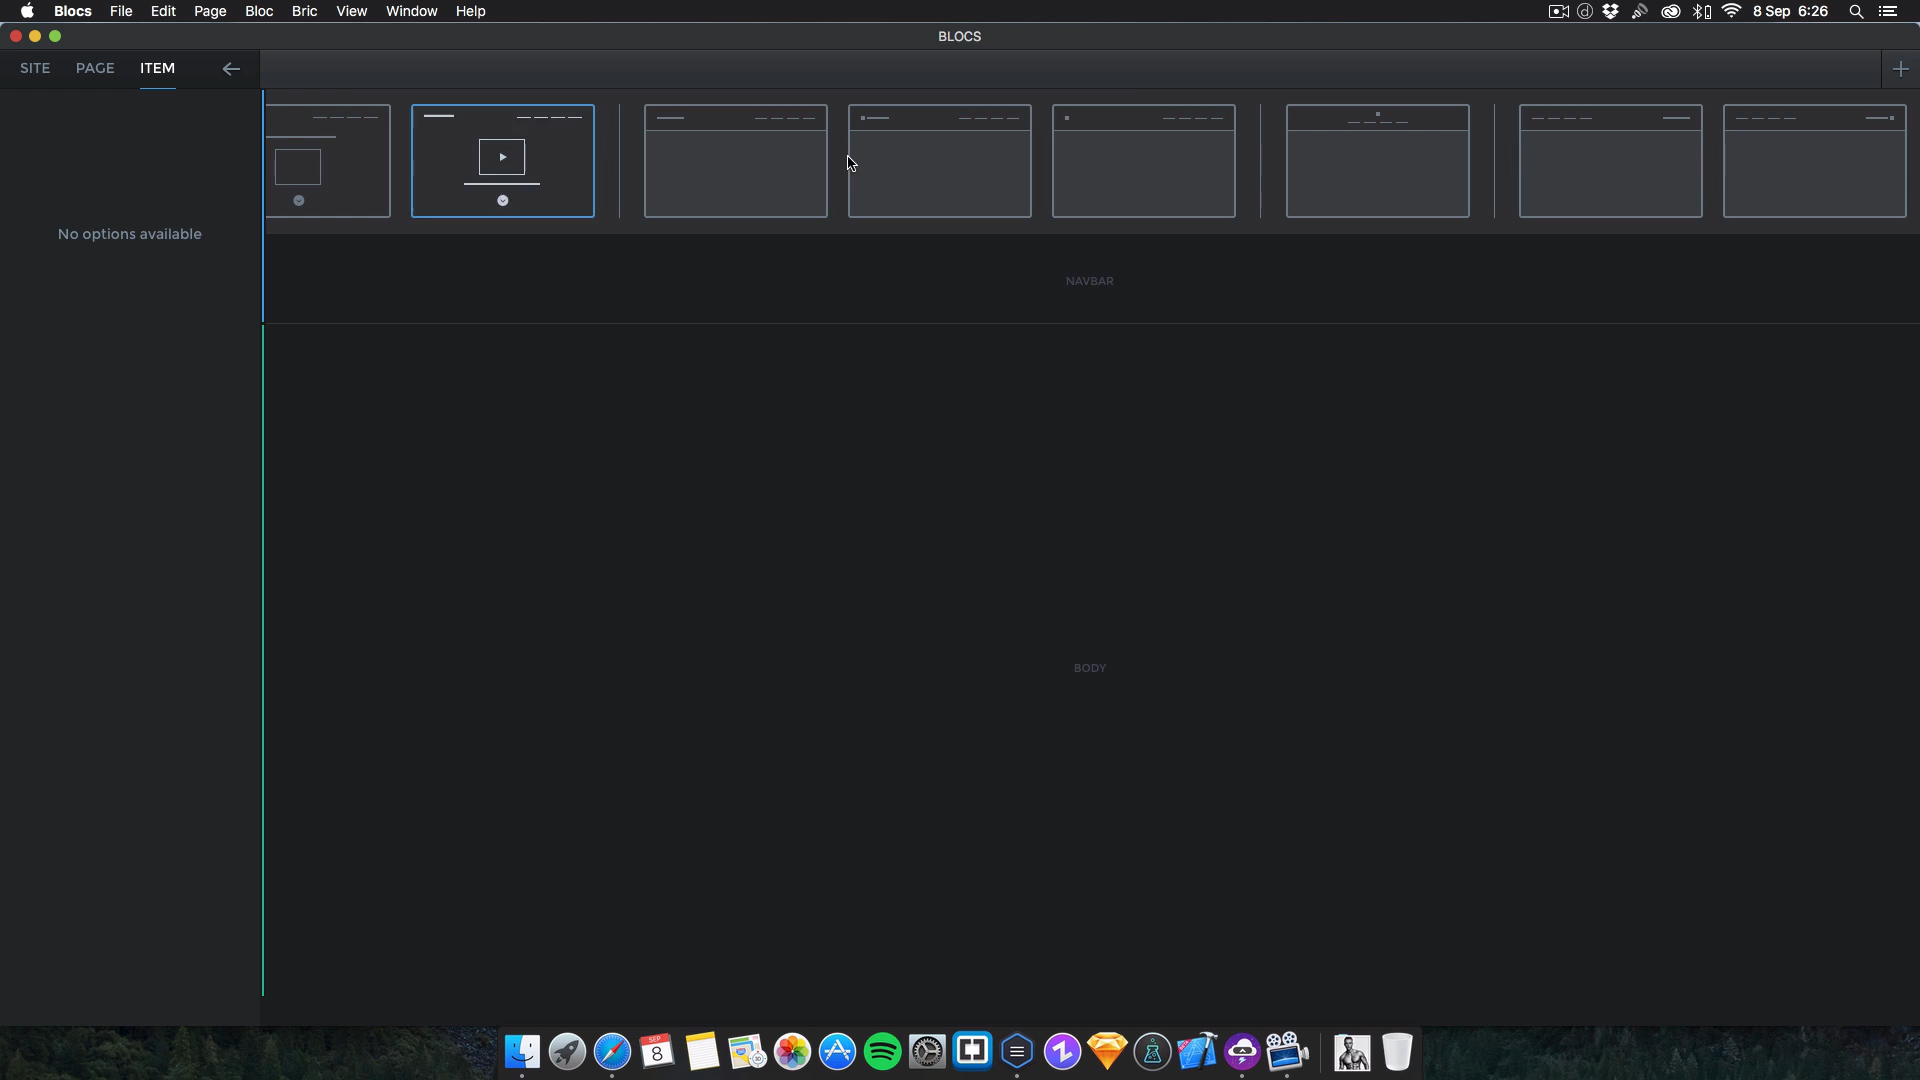 Blocs File Edit Page Bloc Bric View Window Help 8 Sep 6:26
BLOCS
SITE PAGE ITEM
No options available
NAVBAR
BODY
SEP
8